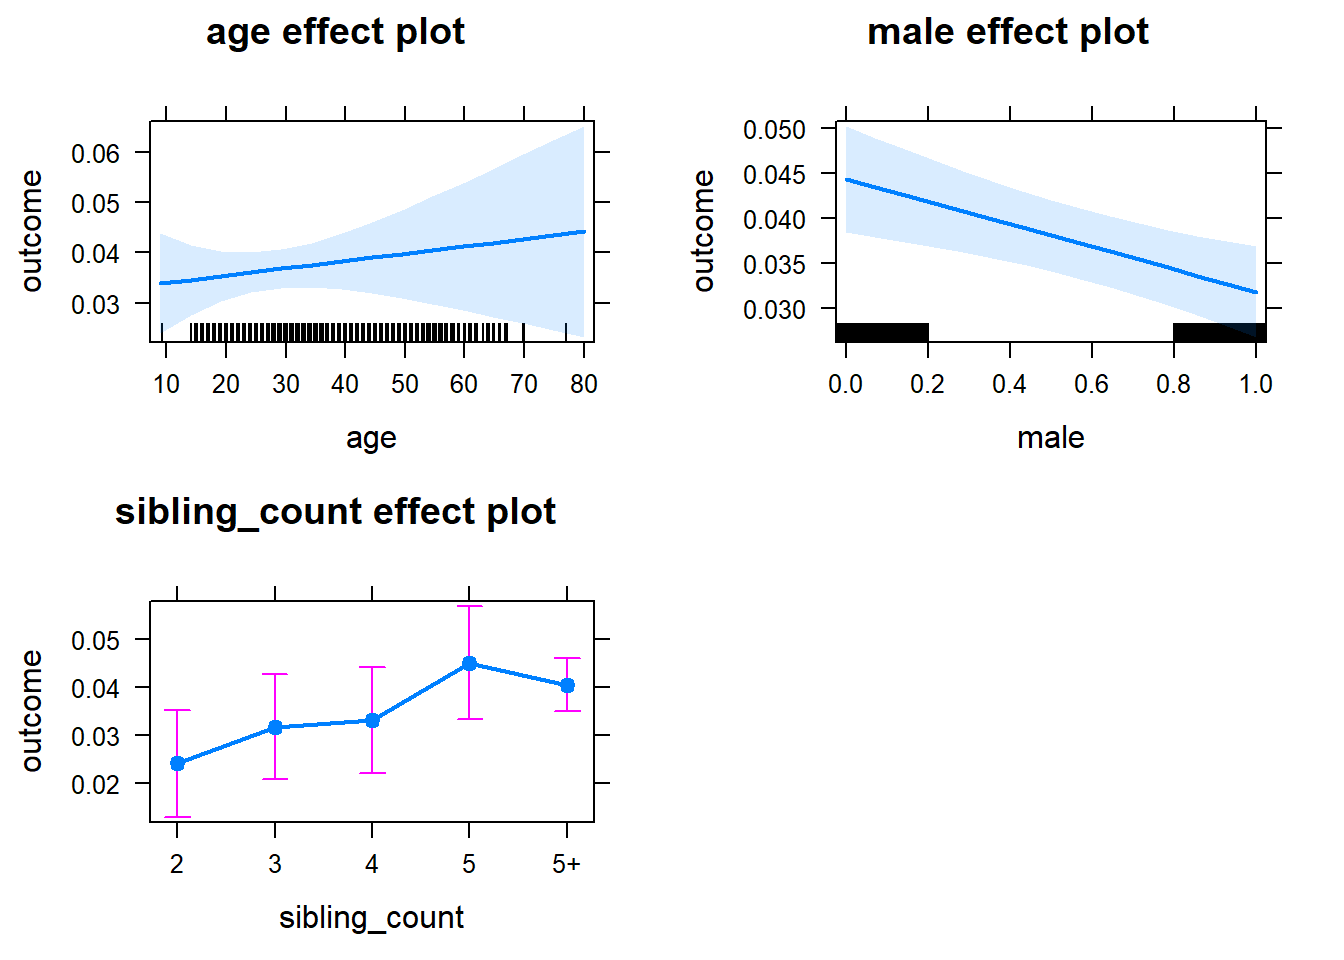 age effect plot
outcome
0.06
0.05
0.04
0.03
10 20 30 40 50 60 70 80
age
male effect plot
outcome
0.050
0.045
0.040
0.035
0.030
0.0 0.2 0.4 0.6 0.8 1.0
male
sibling_count effect plot
outcome
0.05
0.04
0.03
0.02
2 3 4 5 5+
sibling_count